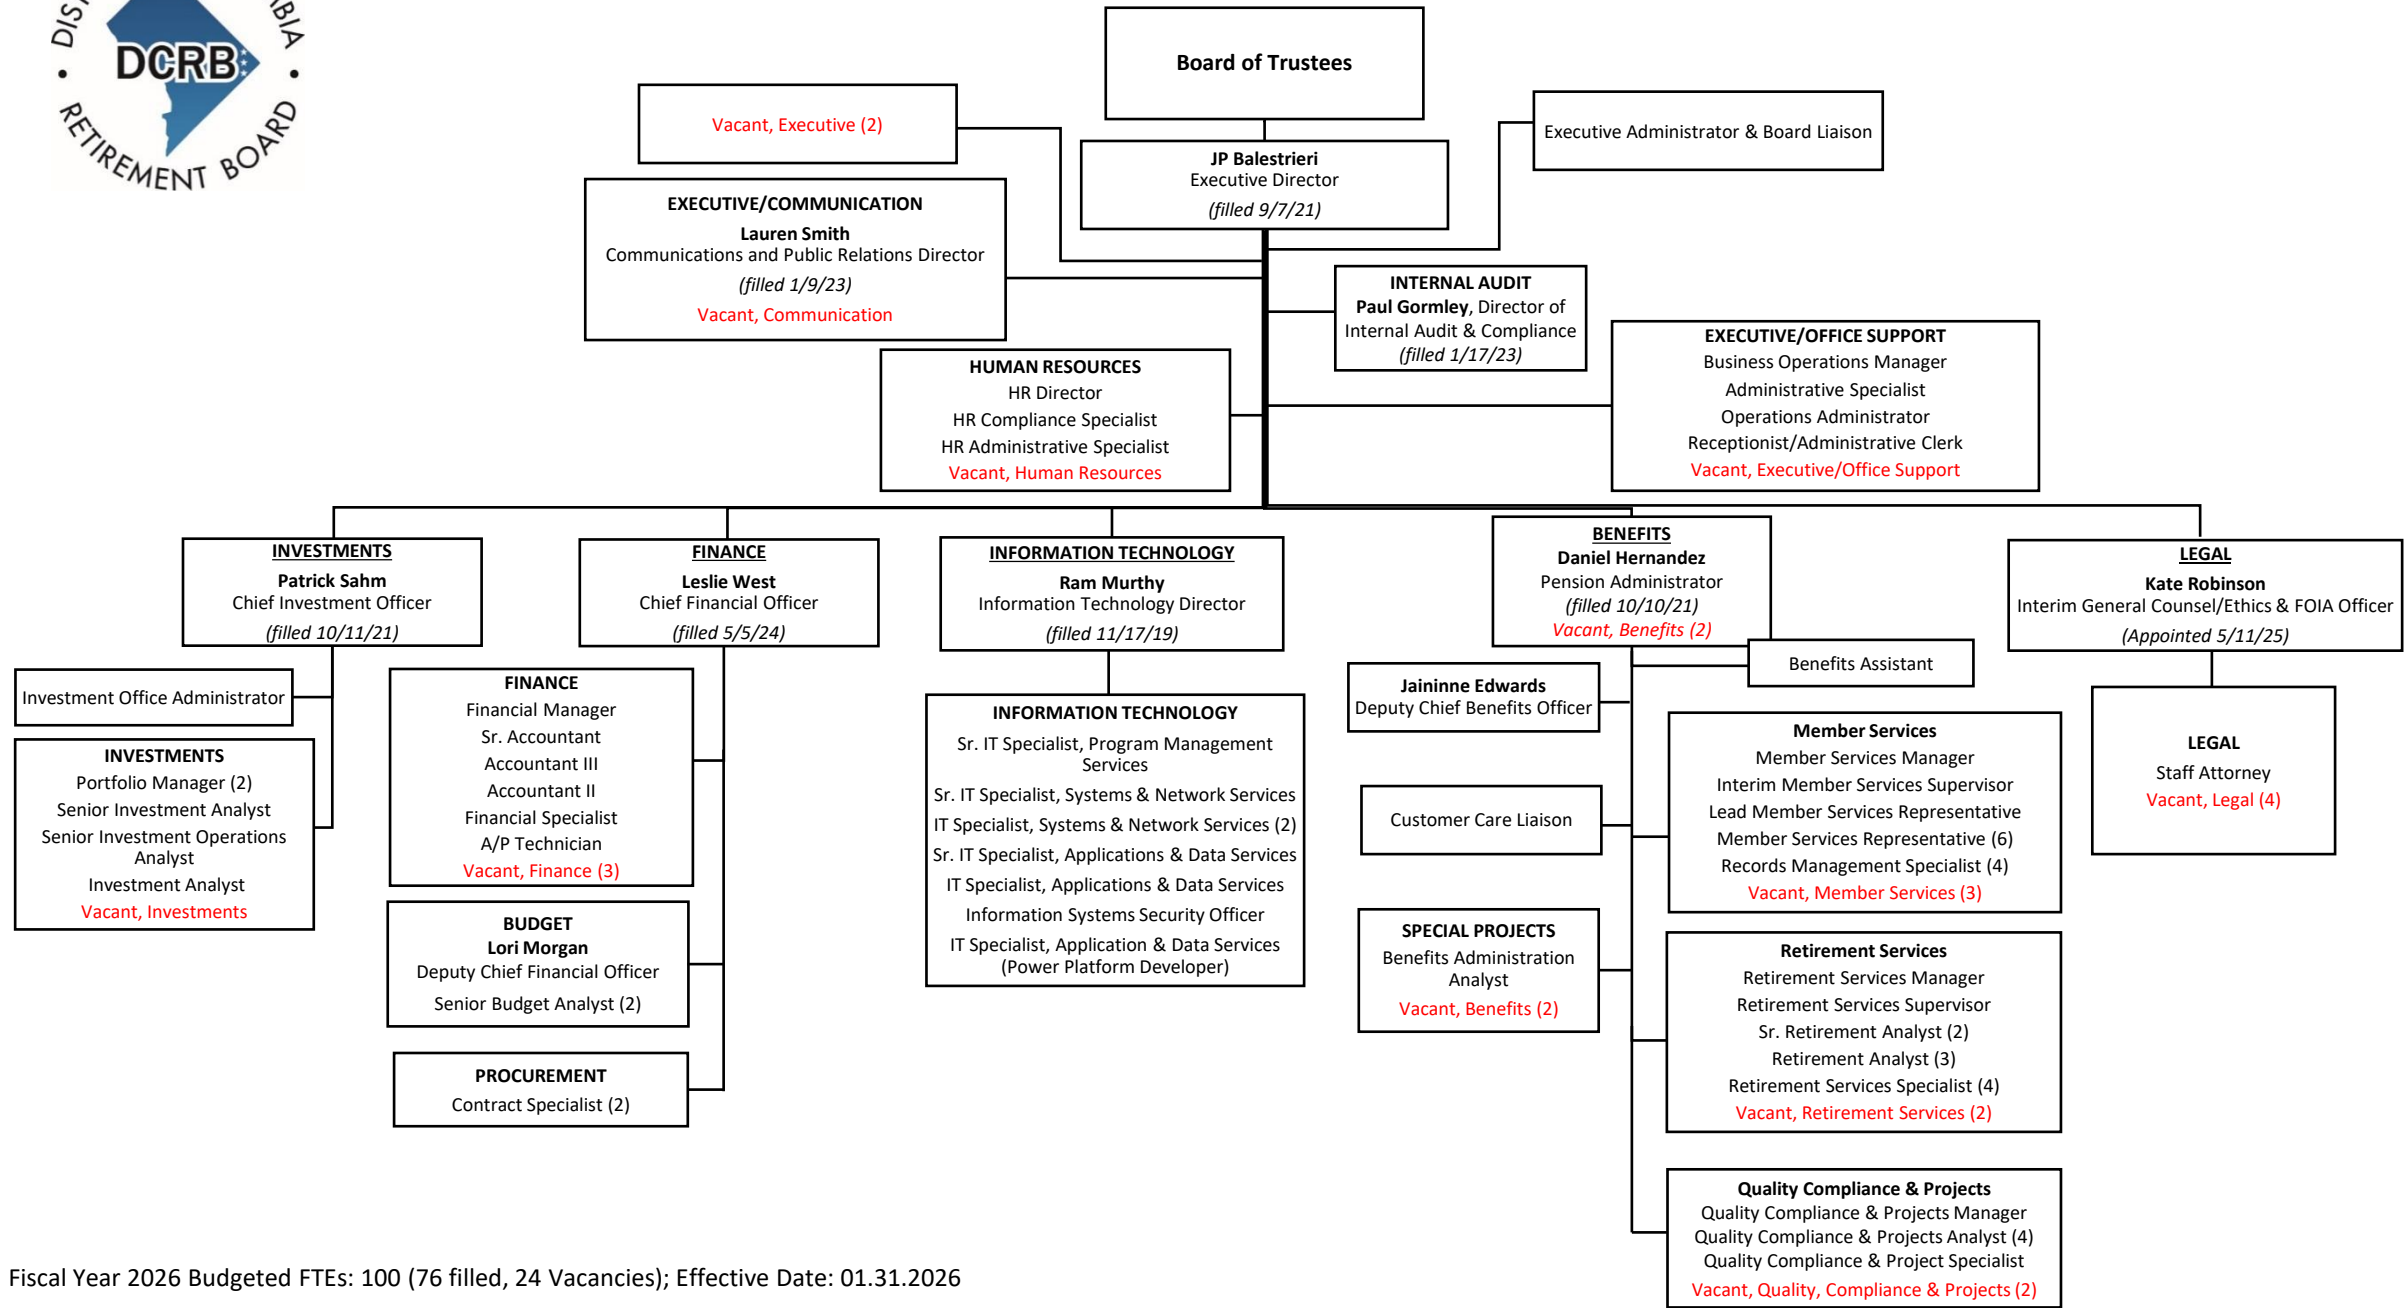 DCRB
RETIREMENT BOARD
Board of Trustees
Vacant, Executive (2)
Executive Administrator & Board Liaison
JP Balestrieri
Executive Director
(filled 9/7/21)
EXECUTIVE/COMMUNICATION
Lauren Smith
Communications and Public Relations Director
(filled 1/9/23)
Vacant, Communication
INTERNAL AUDIT
Paul Gormley, Director of
Internal Audit & Compliance
(filled 1/17/23)
EXECUTIVE/OFFICE SUPPORT
Business Operations Manager
Administrative Specialist
Operations Administrator
Receptionist/Administrative Clerk
Vacant, Executive/Office Support
HUMAN RESOURCES
HR Director
HR Compliance Specialist
HR Administrative Specialist
Vacant, Human Resources
INVESTMENTS
Patrick Sahm
Chief Investment Officer
(filled 10/11/21)
FINANCE
Leslie West
Chief Financial Officer
(filled 5/5/24)
INFORMATION TECHNOLOGY
Ram Murthy
Information Technology Director
(filled 11/17/19)
BENEFITS
Daniel Hernandez
Pension Administrator
(filled 10/10/21)
Vacant, Benefits (2)
LEGAL
Kate Robinson
Interim General Counsel/Ethics & FOIA Officer
(Appointed 5/11/25)
Investment Office Administrator
INVESTMENTS
Portfolio Manager (2)
Senior Investment Analyst
Senior Investment Operations
Analyst
Investment Analyst
Vacant, Investments
FINANCE
Financial Manager
Sr. Accountant
Accountant III
Accountant II
Financial Specialist
A/P Technician
Vacant, Finance (3)
BUDGET
Lori Morgan
Deputy Chief Financial Officer
Senior Budget Analyst (2)
PROCUREMENT
Contract Specialist (2)
INFORMATION TECHNOLOGY
Sr. IT Specialist, Program Management
Services
Sr. IT Specialist, Systems & Network Services
IT Specialist, Systems & Network Services (2)
Sr. IT Specialist, Applications & Data Services
IT Specialist, Applications & Data Services
Information Systems Security Officer
IT Specialist, Application & Data Services
(Power Platform Developer)
Benefits Assistant
Jaininne Edwards
Deputy Chief Benefits Officer
Customer Care Liaison
SPECIAL PROJECTS
Benefits Administration
Analyst
Vacant, Benefits (2)
Member Services
Member Services Manager
Interim Member Services Supervisor
Lead Member Services Representative
Member Services Representative (6)
Records Management Specialist (4)
Vacant, Member Services (3)
Retirement Services
Retirement Services Manager
Retirement Services Supervisor
Sr. Retirement Analyst (2)
Retirement Analyst (3)
Retirement Services Specialist (4)
Vacant, Retirement Services (2)
Quality Compliance & Projects
Quality Compliance & Projects Manager
Quality Compliance & Projects Analyst (4)
Quality Compliance & Project Specialist
Vacant, Quality, Compliance & Projects (2)
LEGAL
Staff Attorney
Vacant, Legal (4)
Fiscal Year 2026 Budgeted FTEs: 100 (76 filled, 24 Vacancies); Effective Date: 01.31.2026